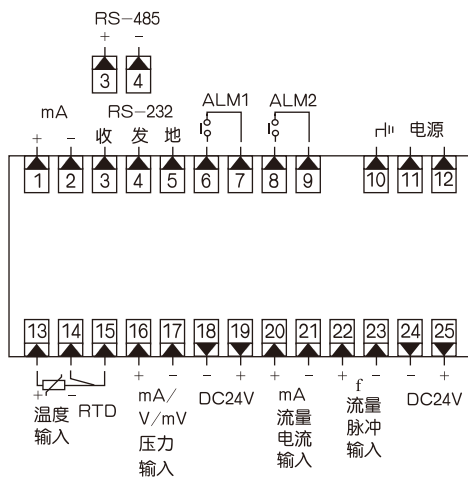 RS-485
+ −
3 4
mA RS-232 ALM1 ALM2
+ − 收 发 地 电源
1 2 3 4 5 6 7 8 9 10 11 12
13 14 15 16 17 18 19 20 21 22 23 24 25
+ − + − − + + − + − − +
温度 RTD mA/ DC24V mA f DC24V
输入 V/mV 流量 流量
压力 电流 脉冲
输入 输入 输入